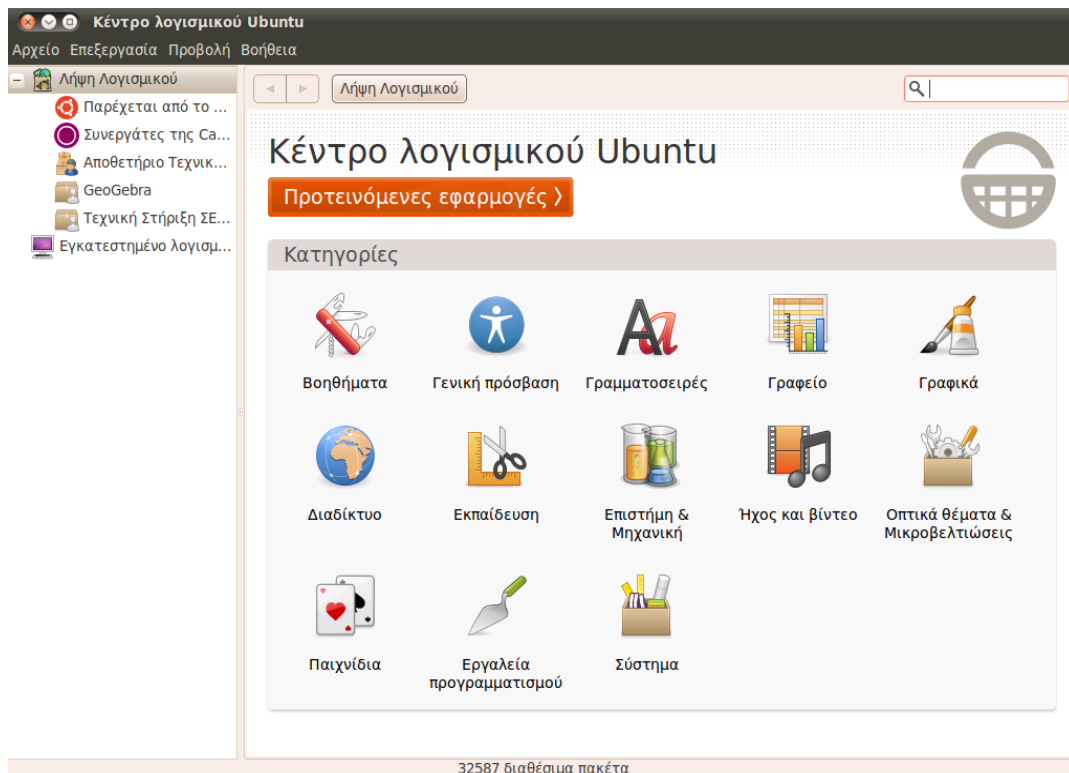 Κέντρο λογισμικού Ubuntu
Αρχείο Επεξεργασία Προβολή Βοήθεια
Λήψη Λογισμικού
Παρέχεται από το ...
Συνεργάτες της Ca...
Αποθετήριο Τεχνικ...
GeoGebra
Τεχνική Στήριξη ΣΕ...
Εγκατεστημένο λογισμ...
Λήψη Λογισμικού
Κέντρο λογισμικού Ubuntu
Προτεινόμενες εφαρμογές
Κατηγορίες
Βοηθήματα
Γενική πρόσβαση
Γραμματοσειρές
Γραφείο
Γραφικά
Διαδίκτυο
Εκπαίδευση
Επιστήμη &
Μηχανική
Ήχος και βίντεο
Οπτικά θέματα &
Μικροβελτιώσεις
Παιχνίδια
Εργαλεία
προγραμματισμού
Σύστημα
32587 διαθέσιμα πακέτα